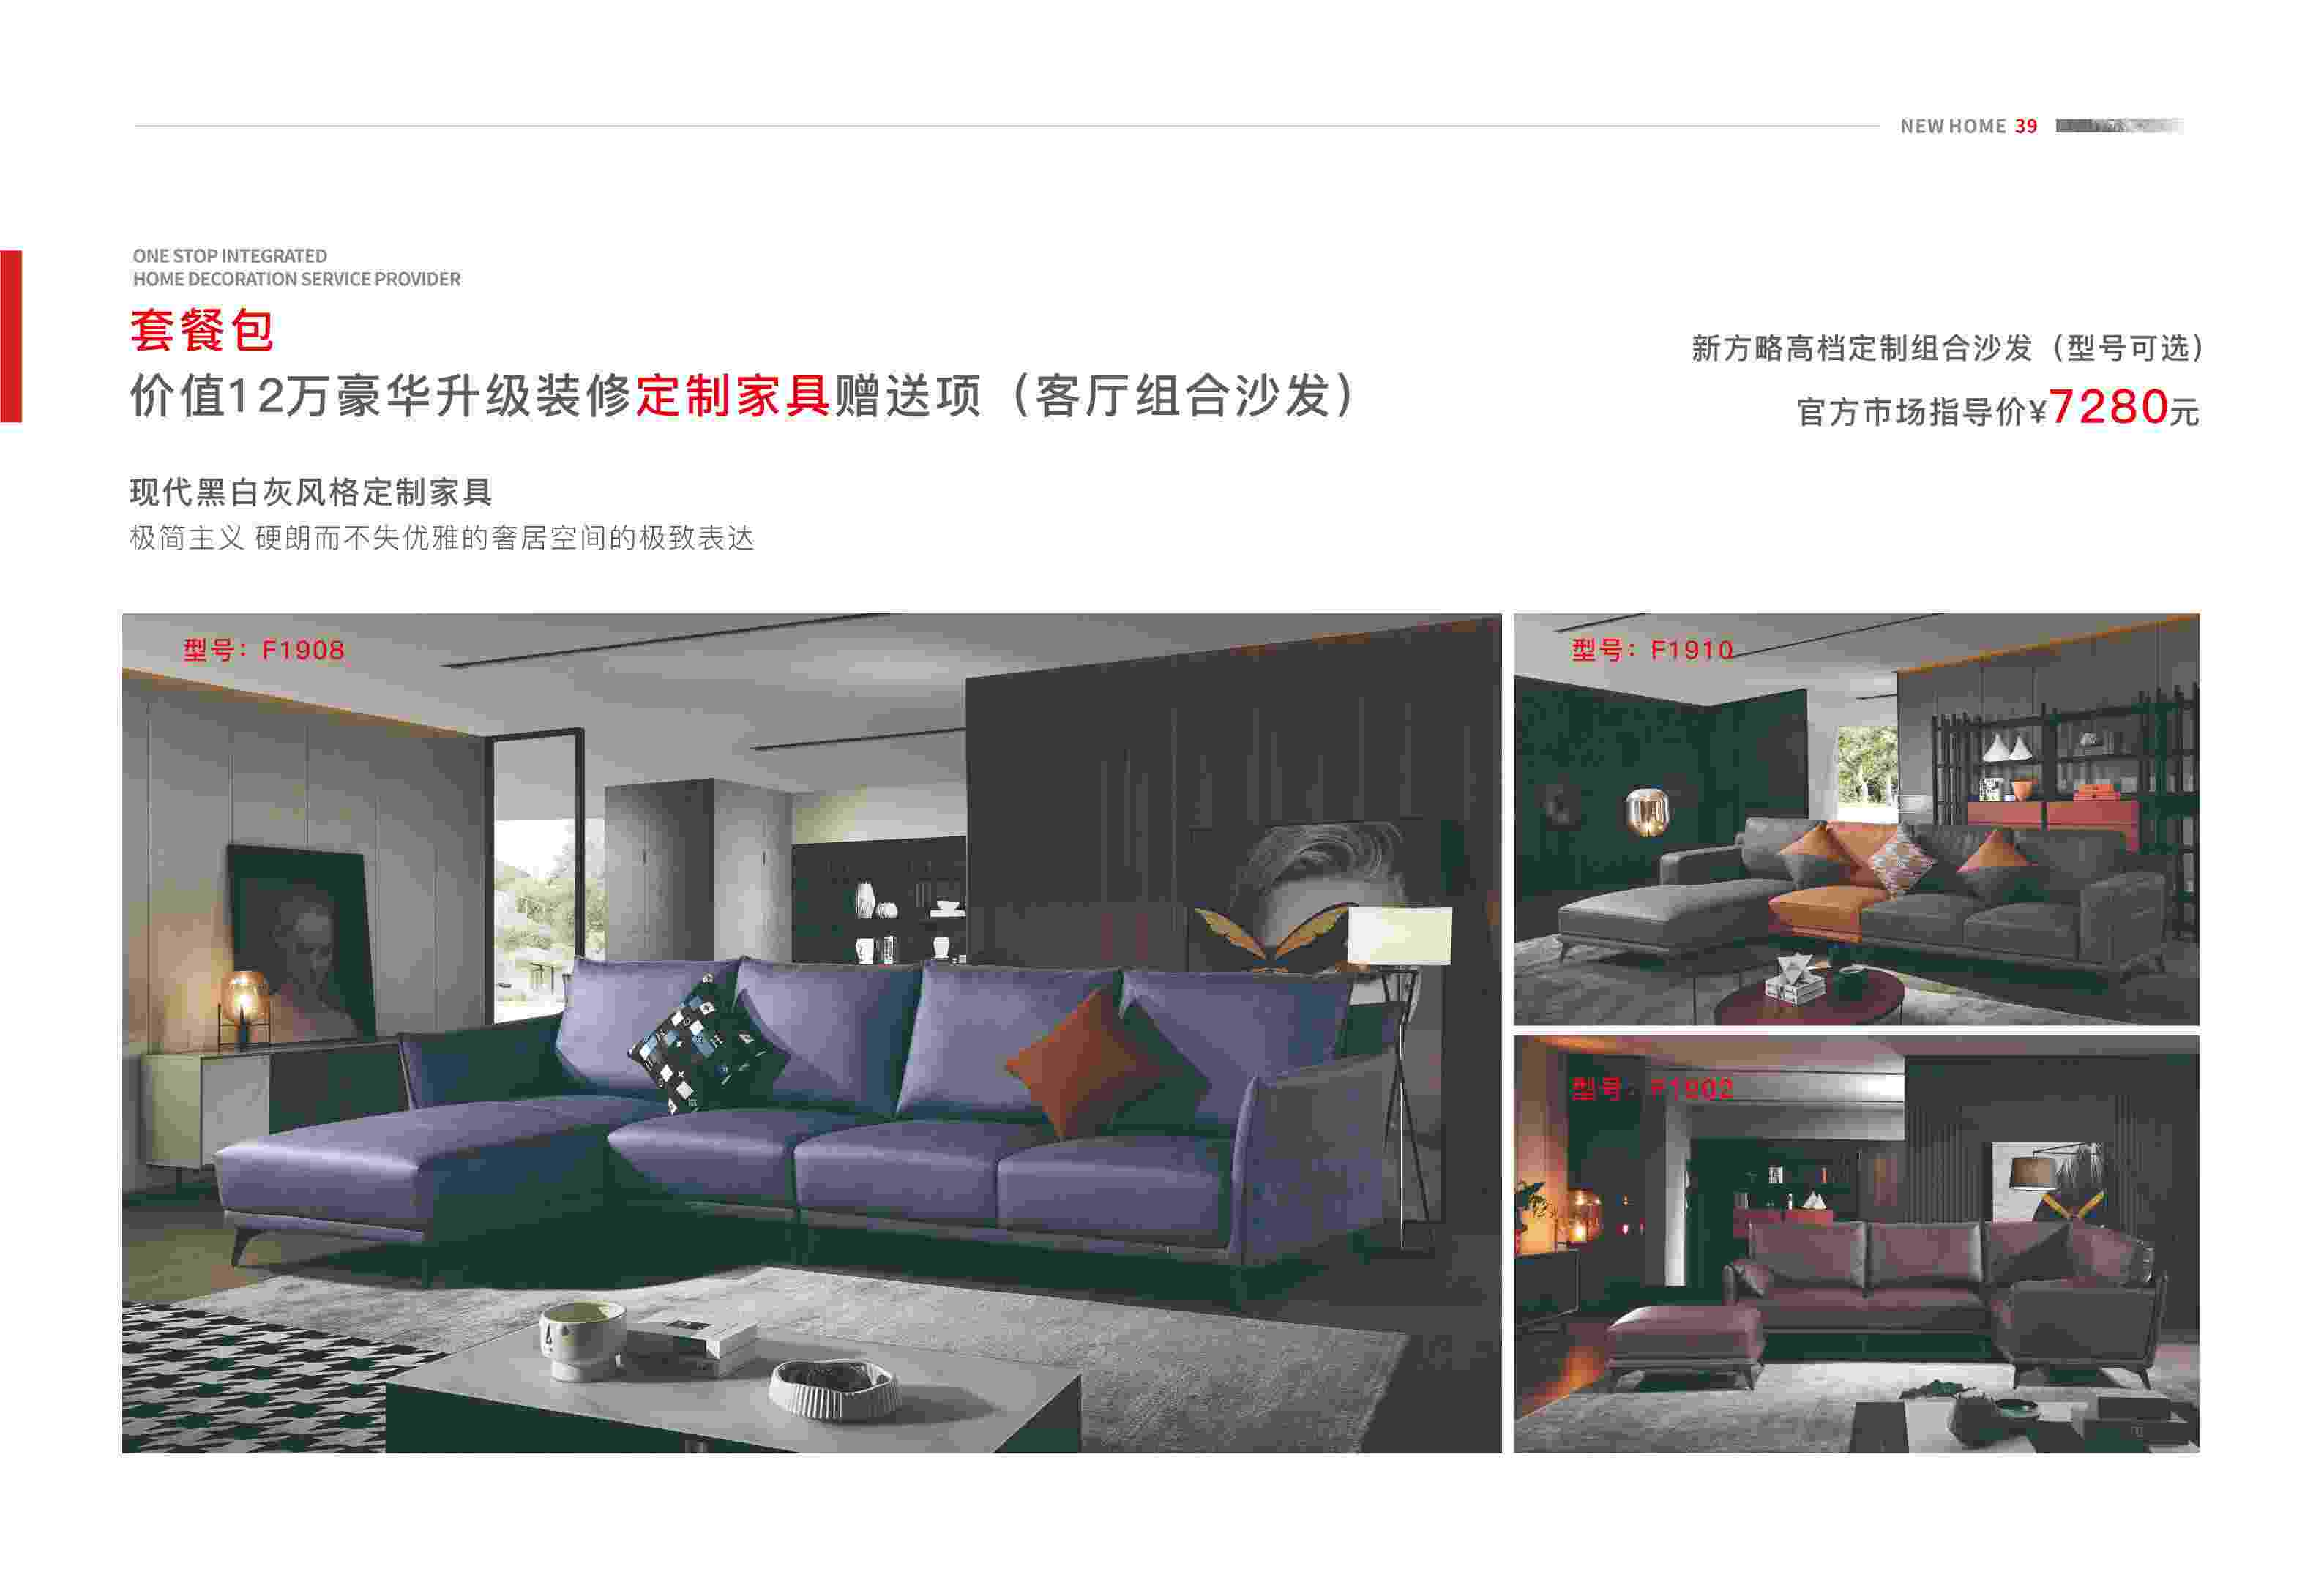 NEW HOME 39
ONE STOP INTEGRATED
HOME DECORATION SERVICE PROVIDER
套餐包
价值12万豪华升级装修定制家具赠送项（客厅组合沙发）
新方略高档定制组合沙发（型号可选）
官方市场指导价¥7280元
现代黑白灰风格定制家具
极简主义 硬朗而不失优雅的奢居空间的极致表达
型号：F1908
型号：F1910
型号：F1902